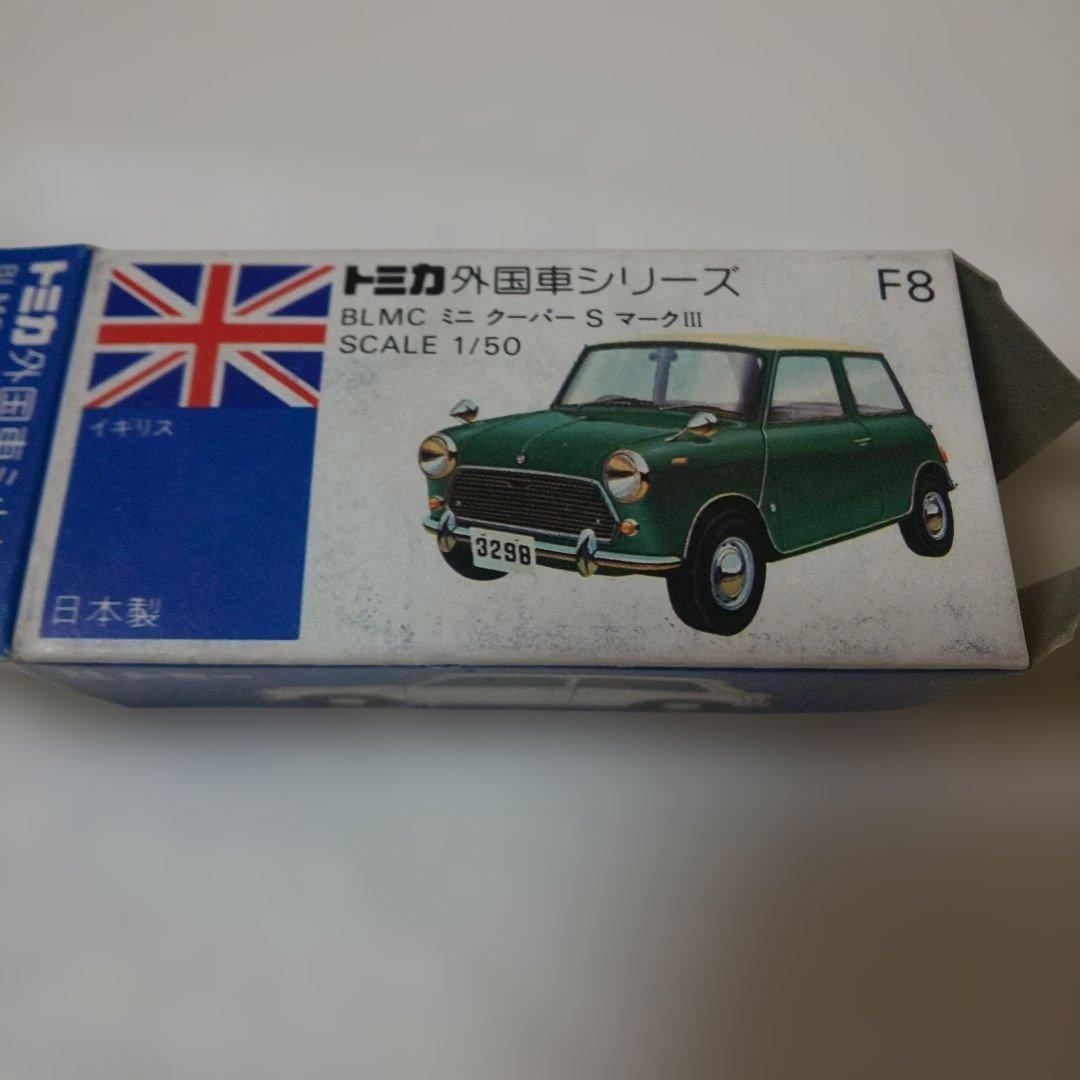 トミカ外国車シリーズ F8
BLMC ミニ クーパー S マークIII
SCALE 1/50
イギリス
3298
日本製
トミカ外国車シ